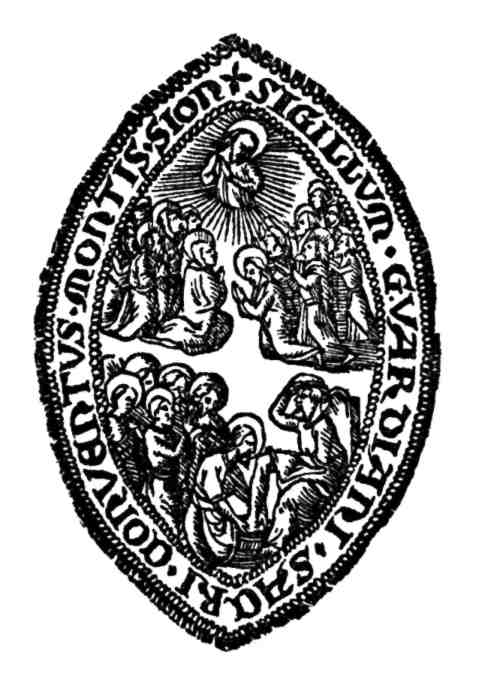 ✢ SIGILLVM · GVARDIANI · SACRI · CONVENTVS · MONTIS · SION